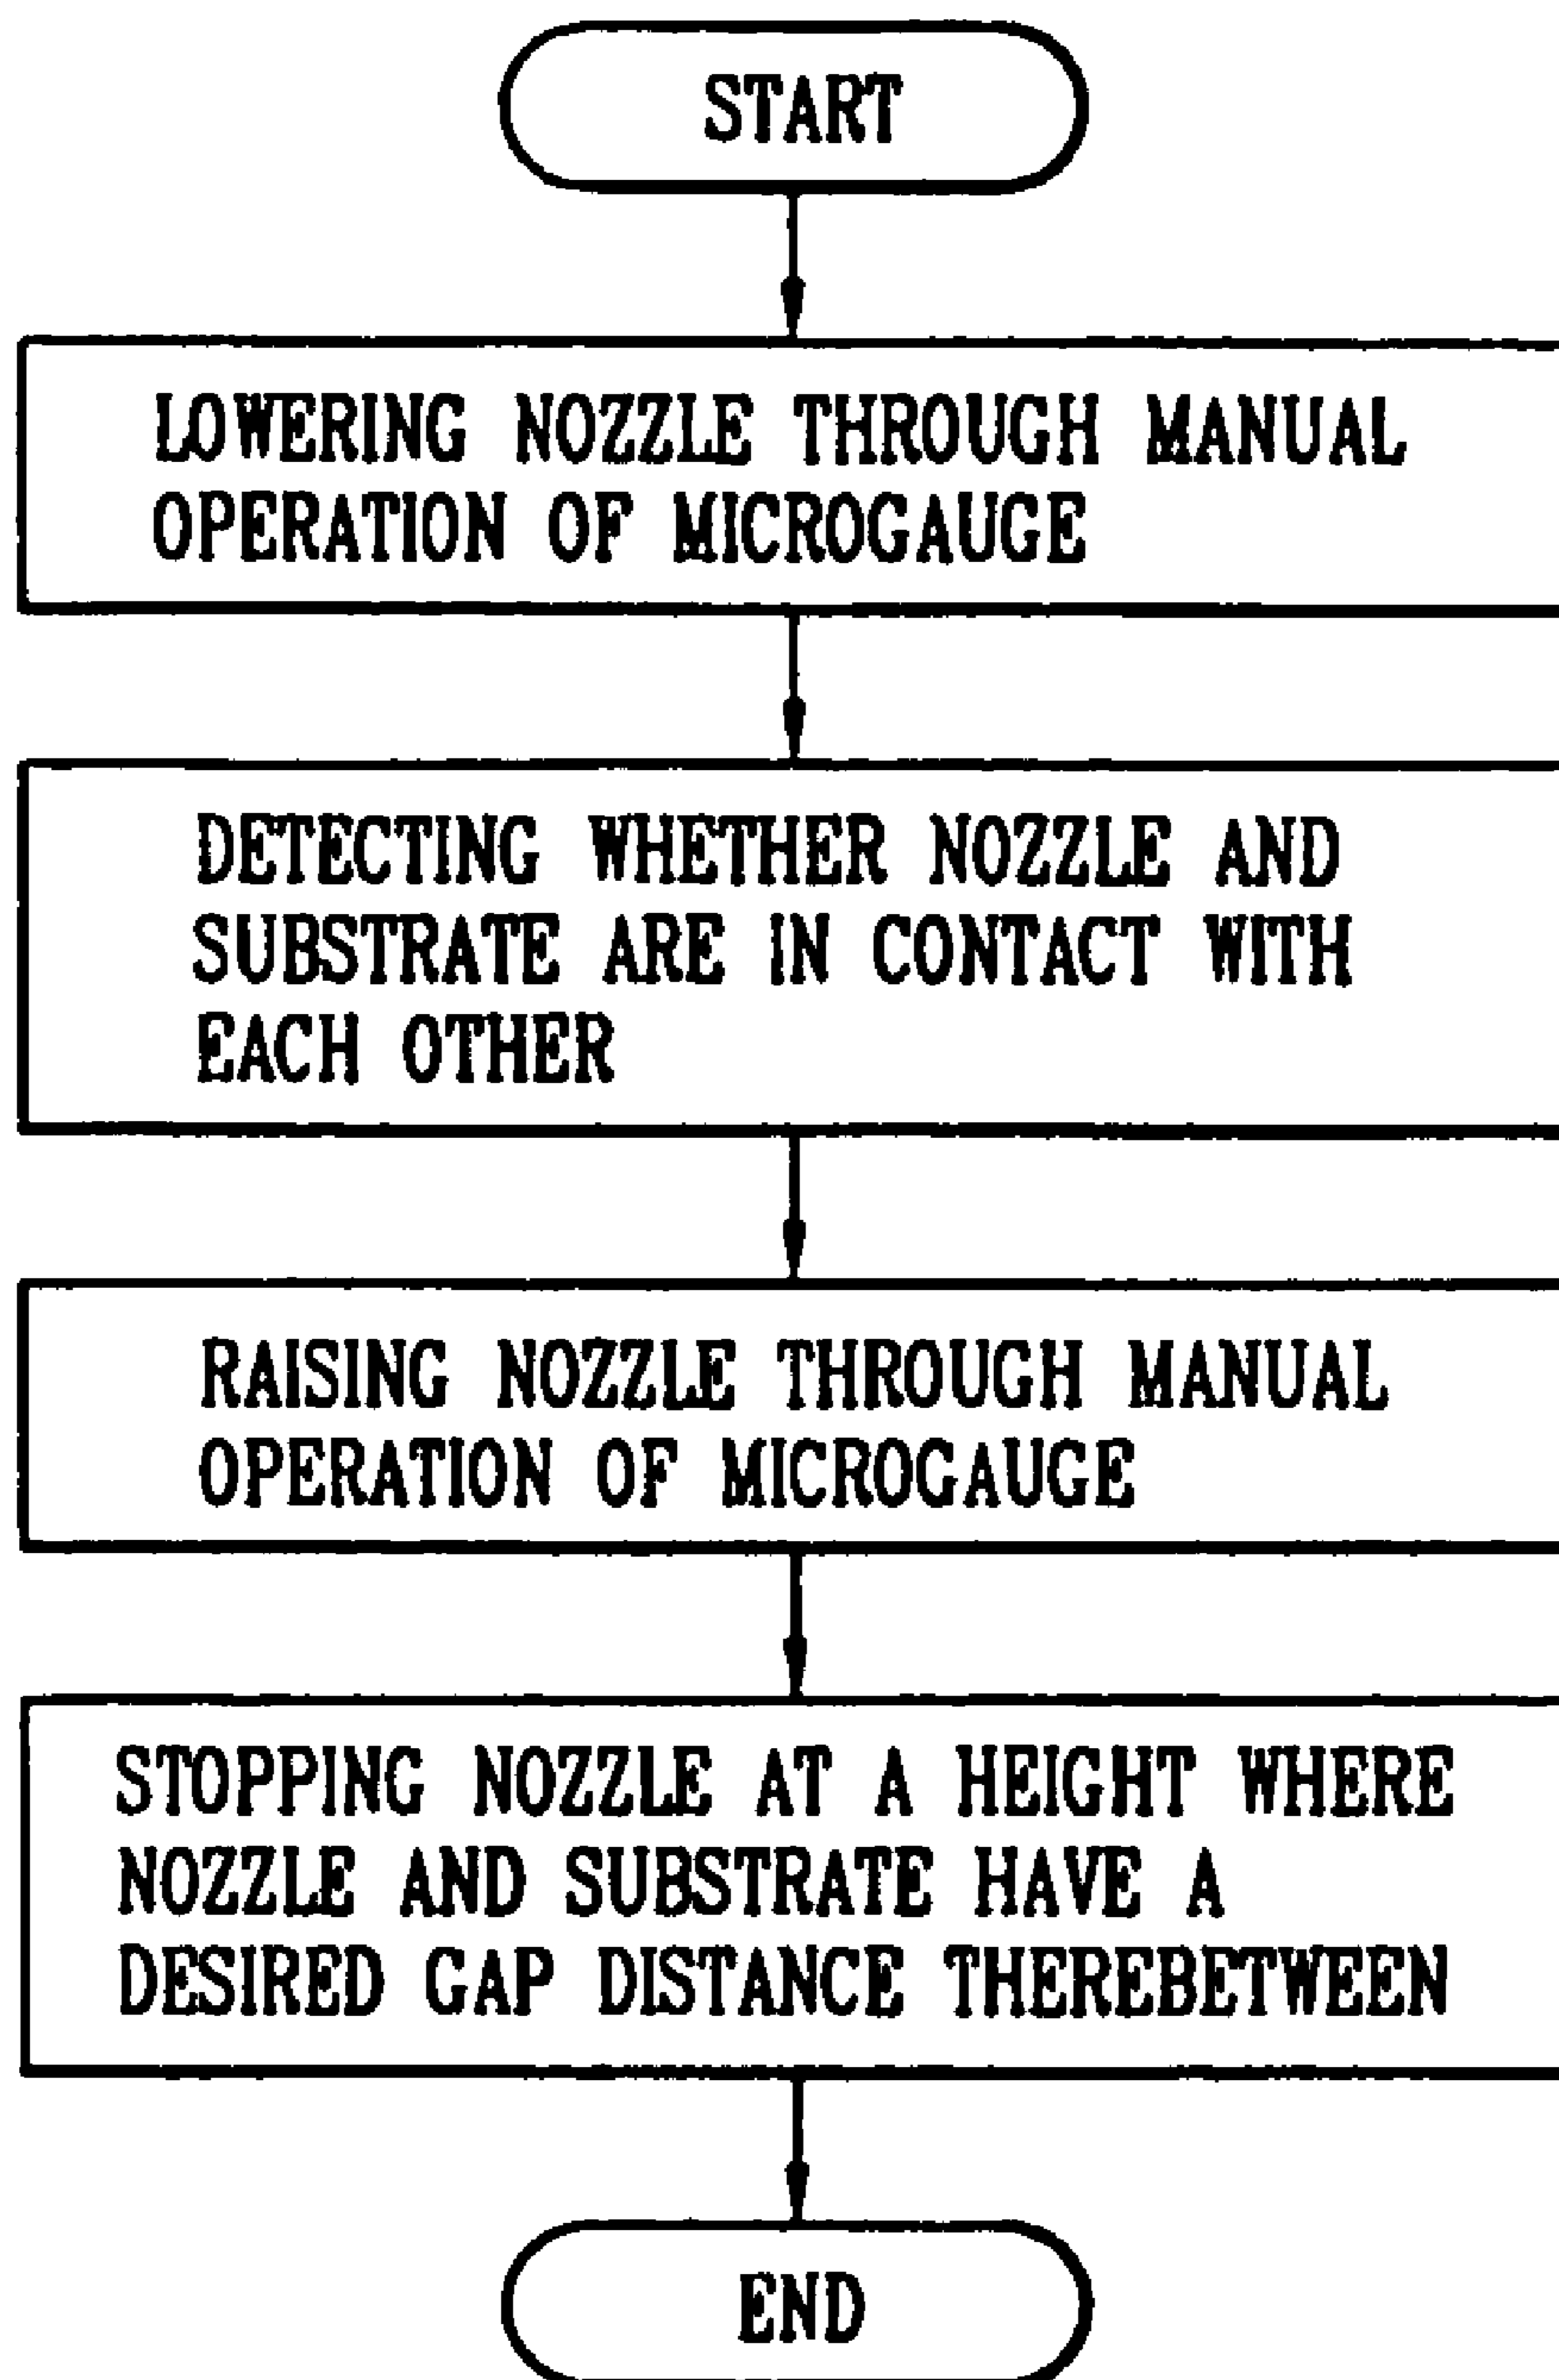 START
LOWERING NOZZLE THROUGH MANUAL
OPERATION OF MICROGAUGE
DETECTING WHETHER NOZZLE AND
SUBSTRATE ARE IN CONTACT WITH
EACH OTHER
RAISING NOZZLE THROUGH MANUAL
OPERATION OF MICROGAUGE
STOPPING NOZZLE AT A HEIGHT WHERE
NOZZLE AND SUBSTRATE HAVE A
DESIRED GAP DISTANCE THEREBETWEEN
END